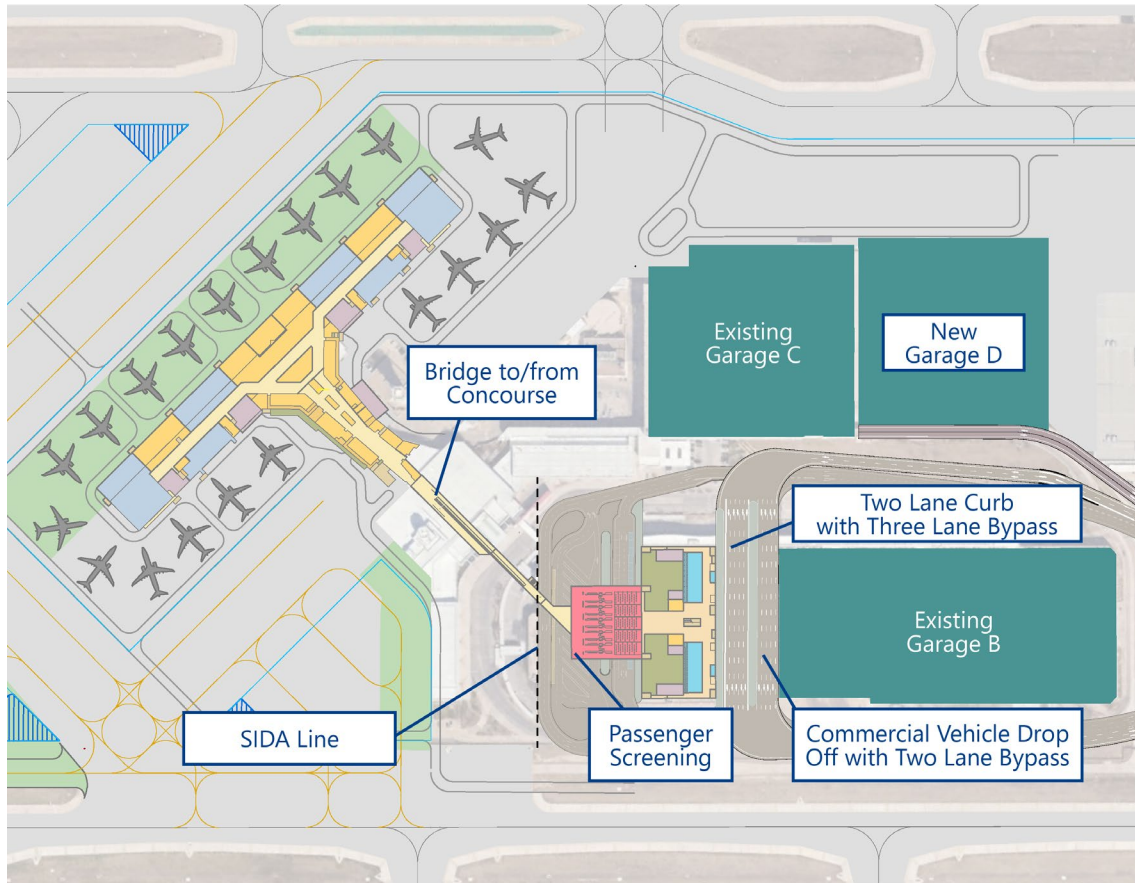 Existing
Garage C
New
Garage D
Bridge to/from
Concourse
Two Lane Curb
with Three Lane Bypass
Existing
Garage B
SIDA Line
Passenger
Screening
Commercial Vehicle Drop
Off with Two Lane Bypass